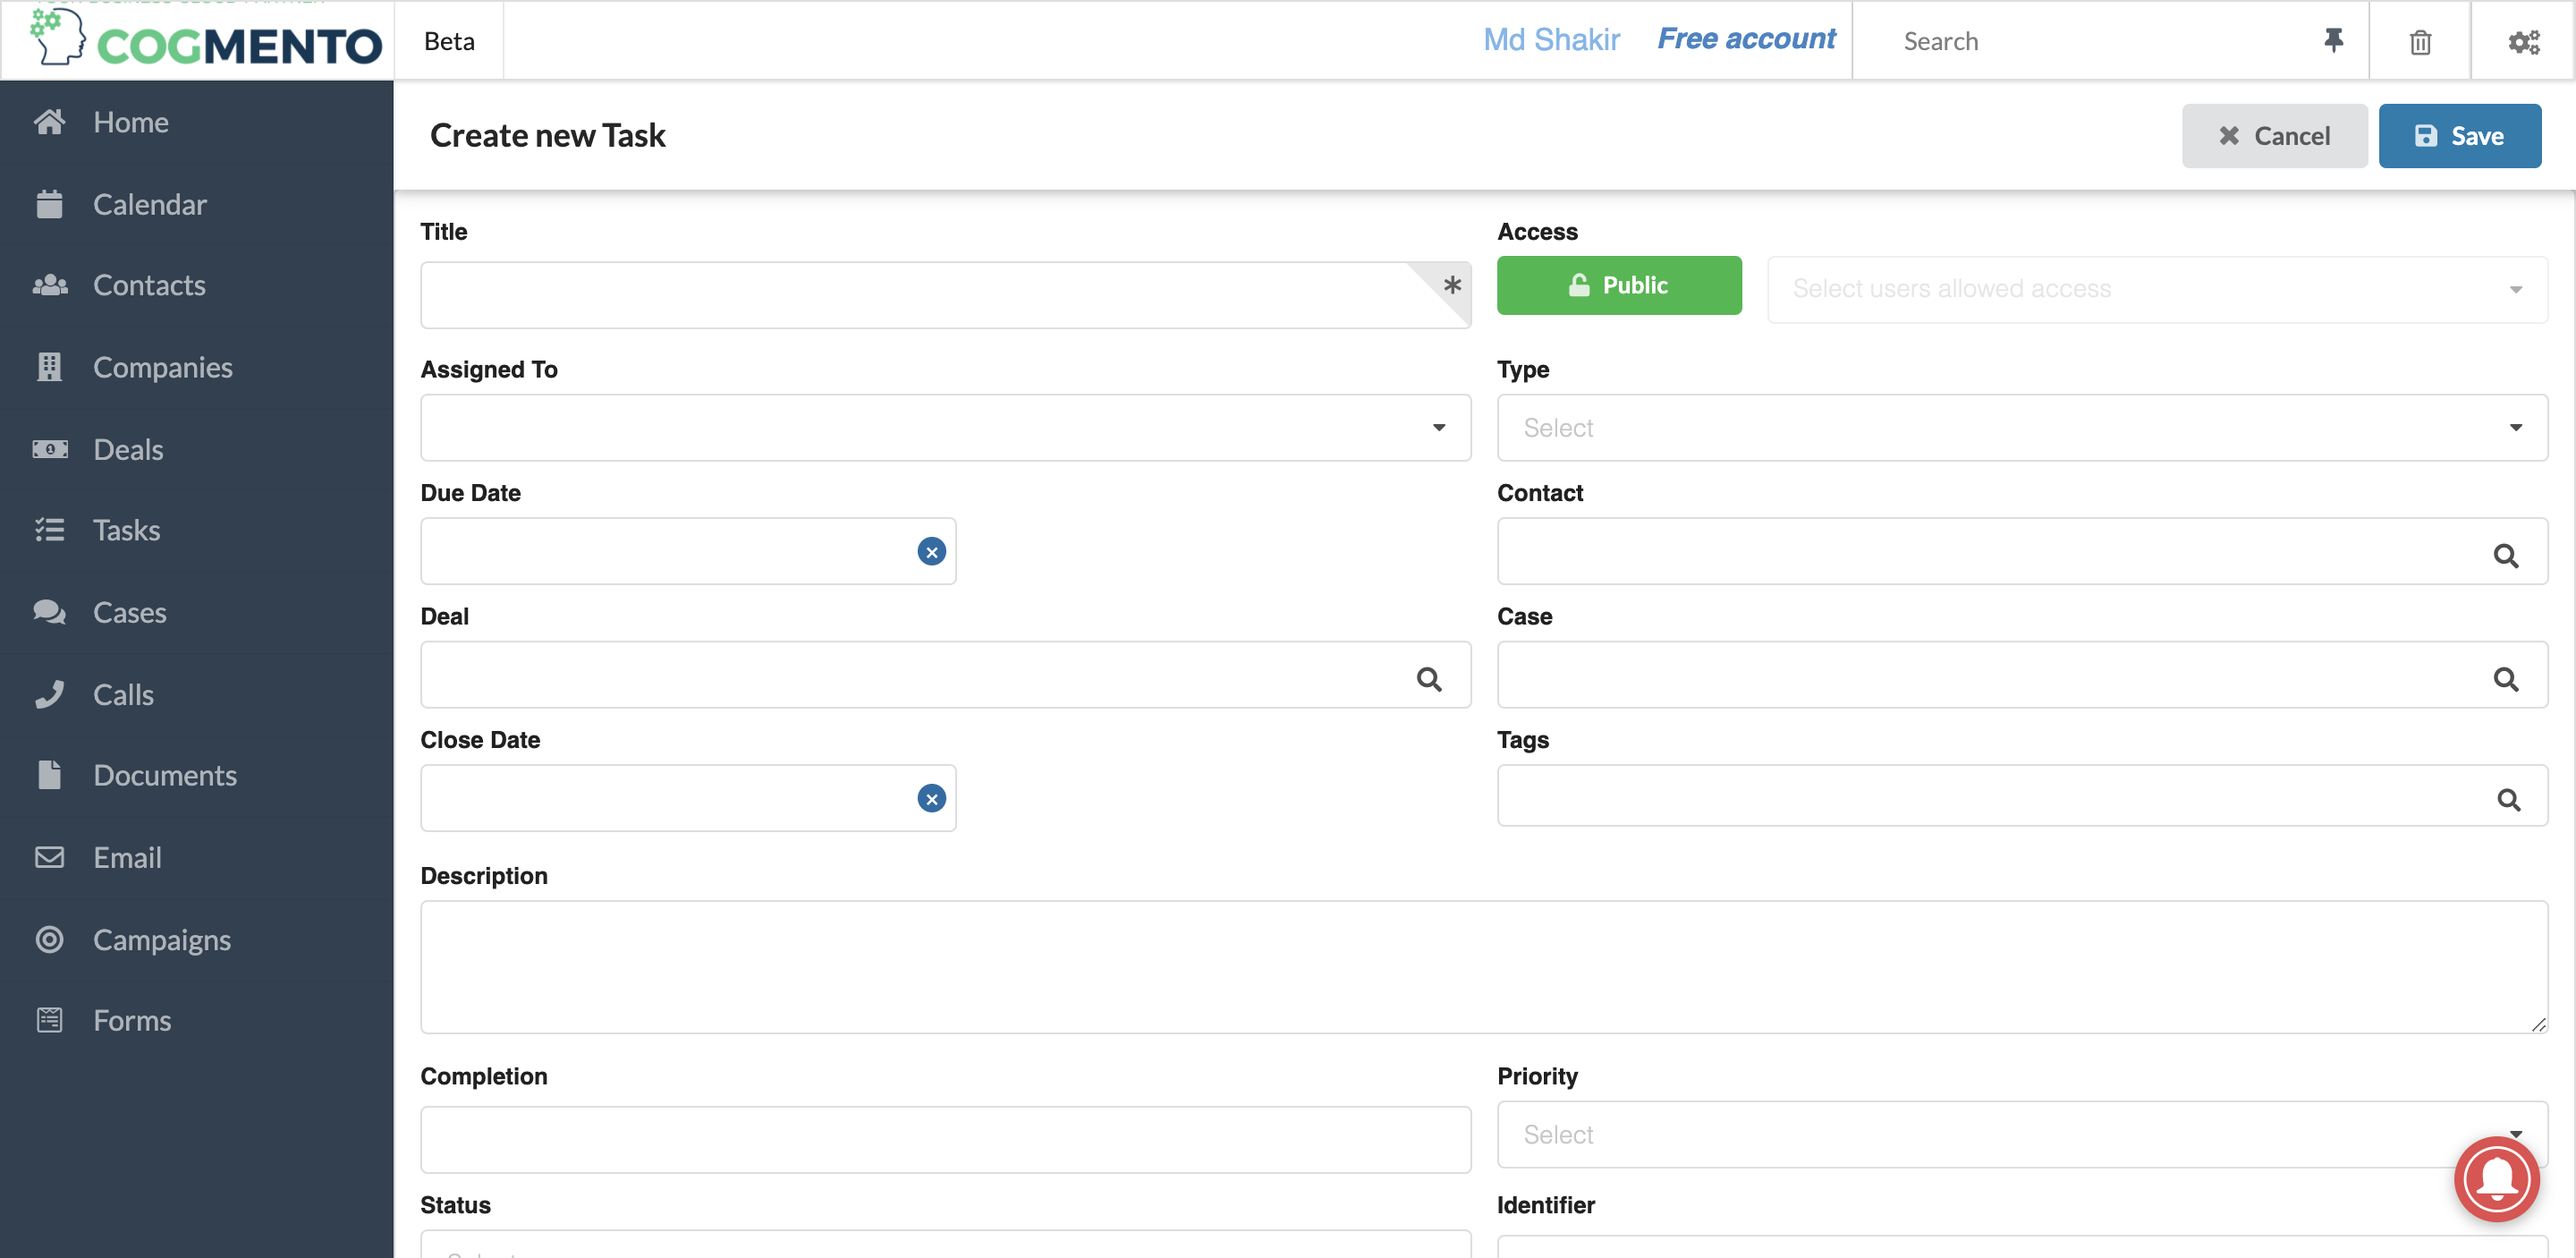 COGMENTO
Beta
Md Shakir
Free account
Search
Home
Calendar
Contacts
Companies
Deals
Tasks
Cases
Calls
Documents
Email
Campaigns
Forms
Create new Task
Cancel
Save
Title
*
Access
Public
Select users allowed access
Assigned To
Type
Select
Due Date
Contact
Deal
Case
Close Date
Tags
Description
Completion
Priority
Select
Status
Identifier